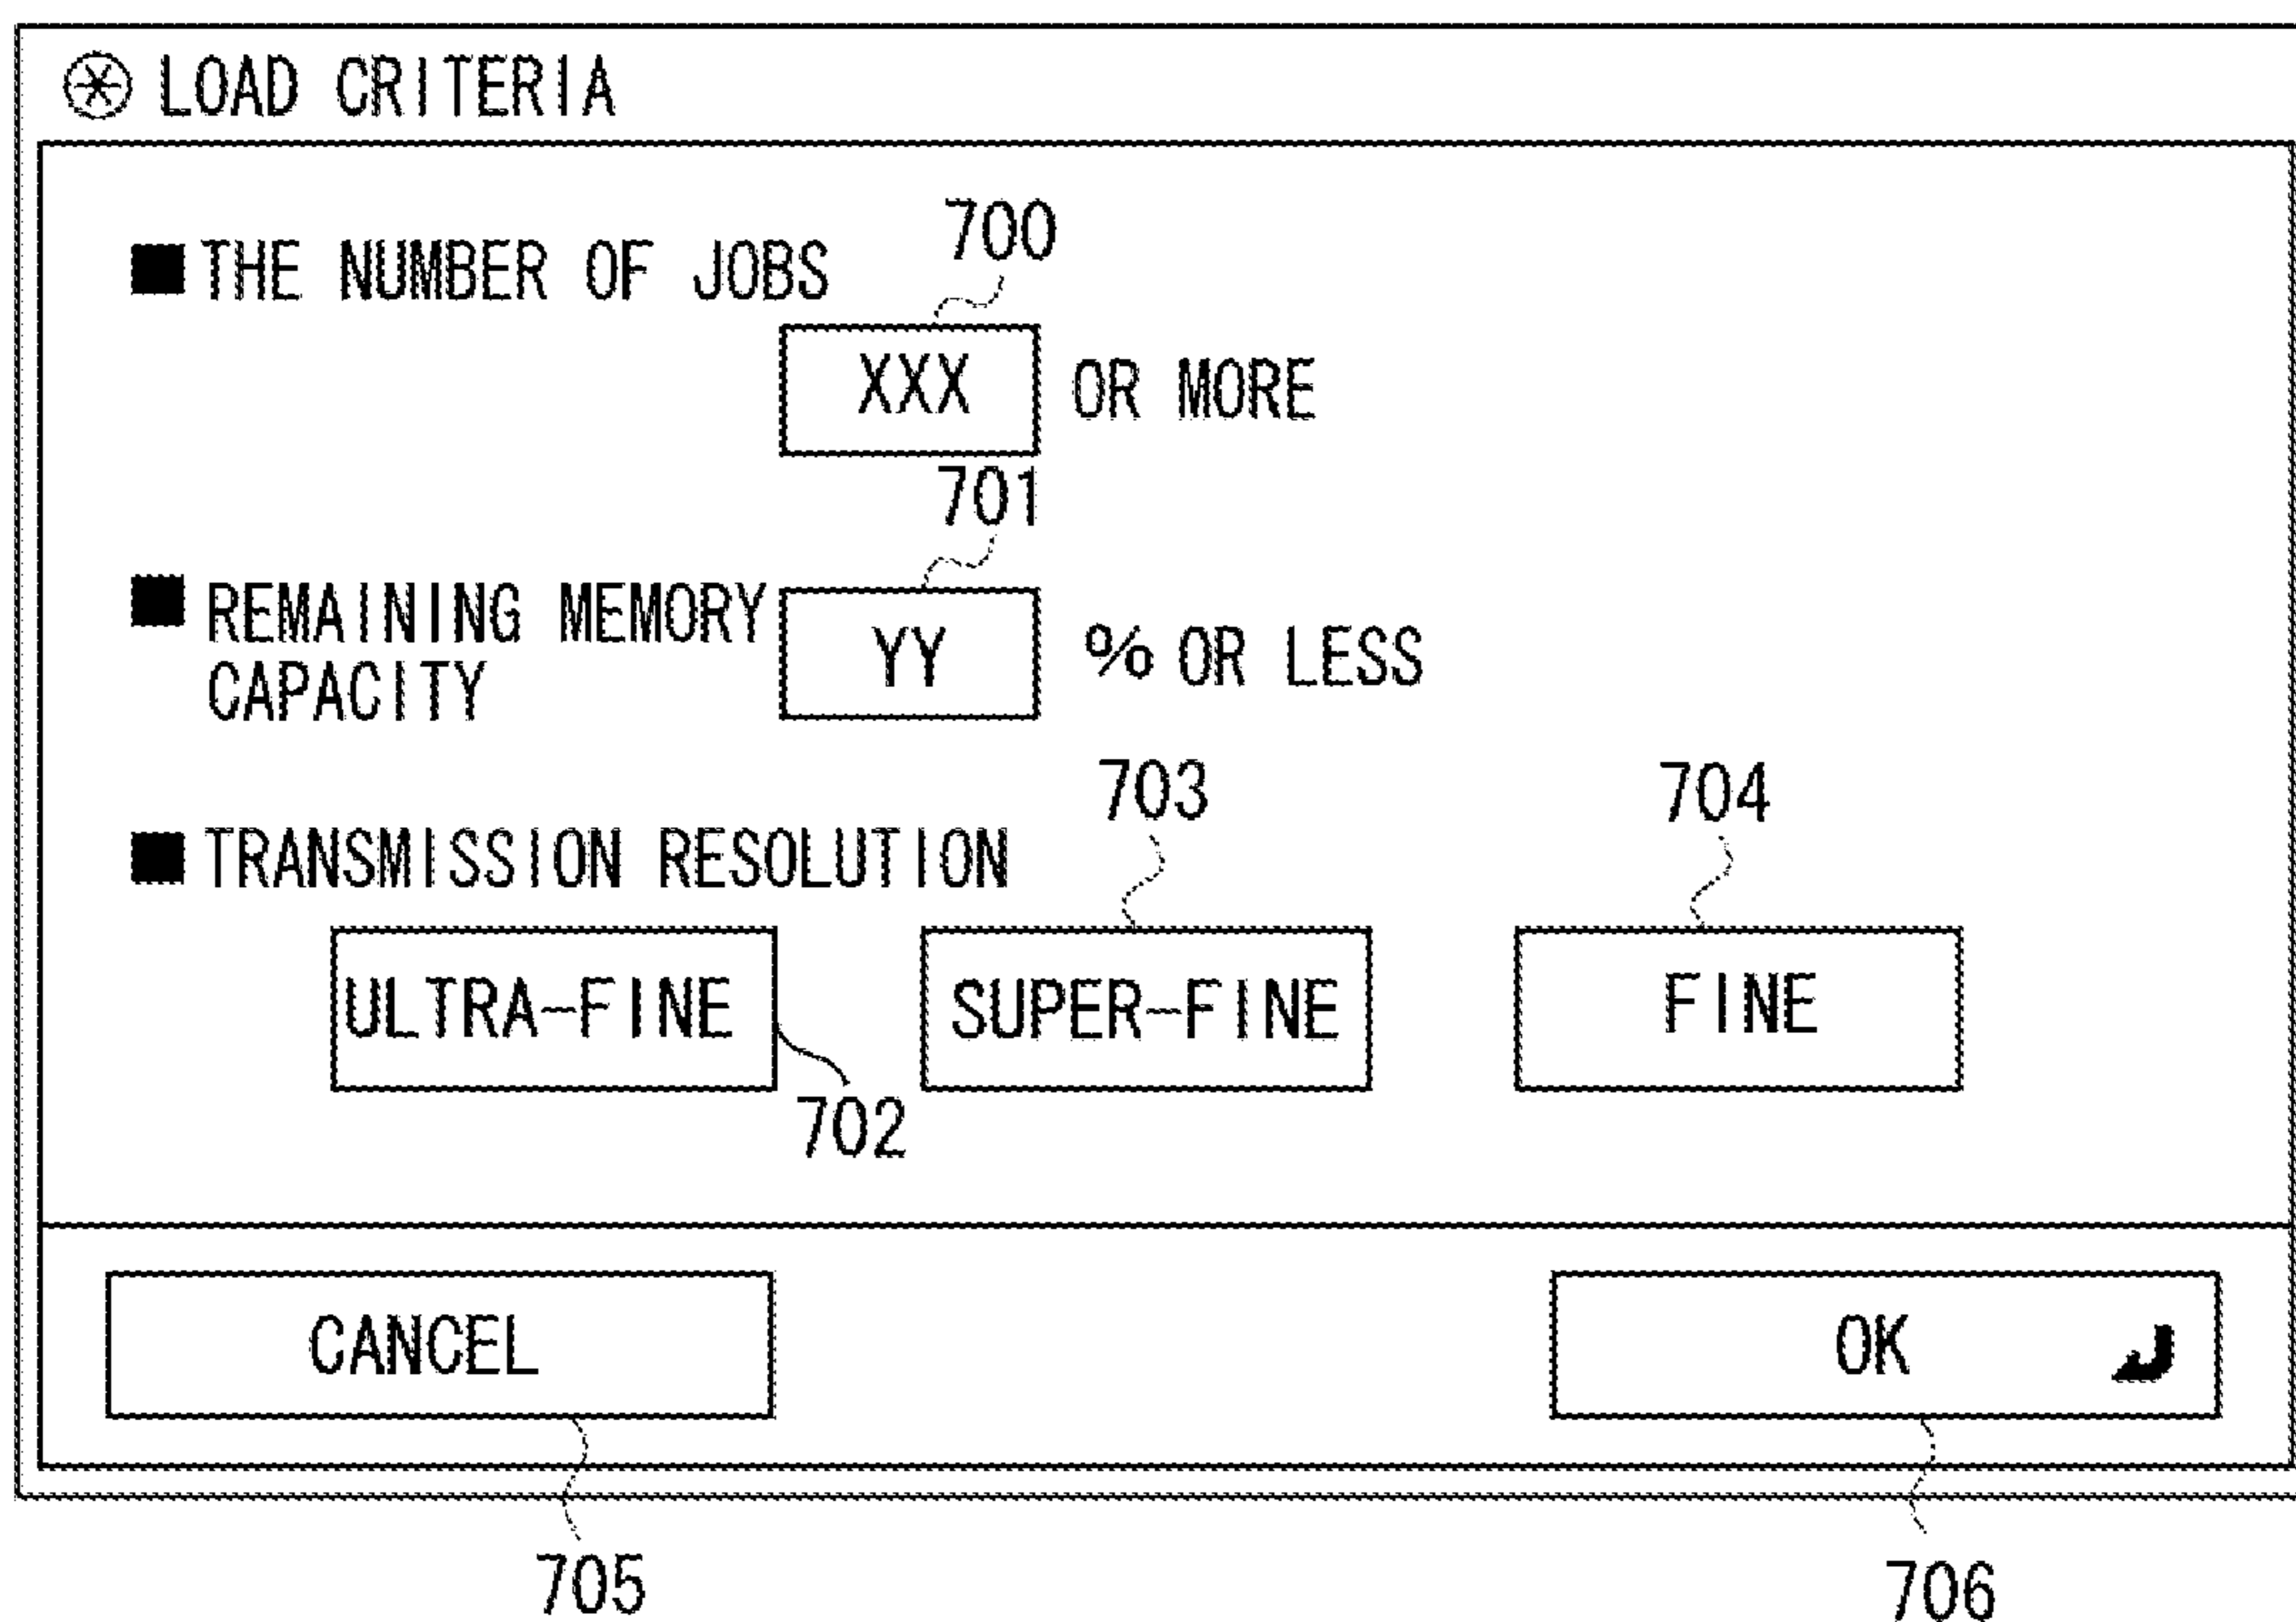 LOAD CRITERIA
■ THE NUMBER OF JOBS
700
XXX OR MORE
701
■ REMAINING MEMORY
CAPACITY
YY % OR LESS
■ TRANSMISSION RESOLUTION
703
704
ULTRA-FINE
SUPER-FINE
FINE
702
CANCEL
OK
705
706